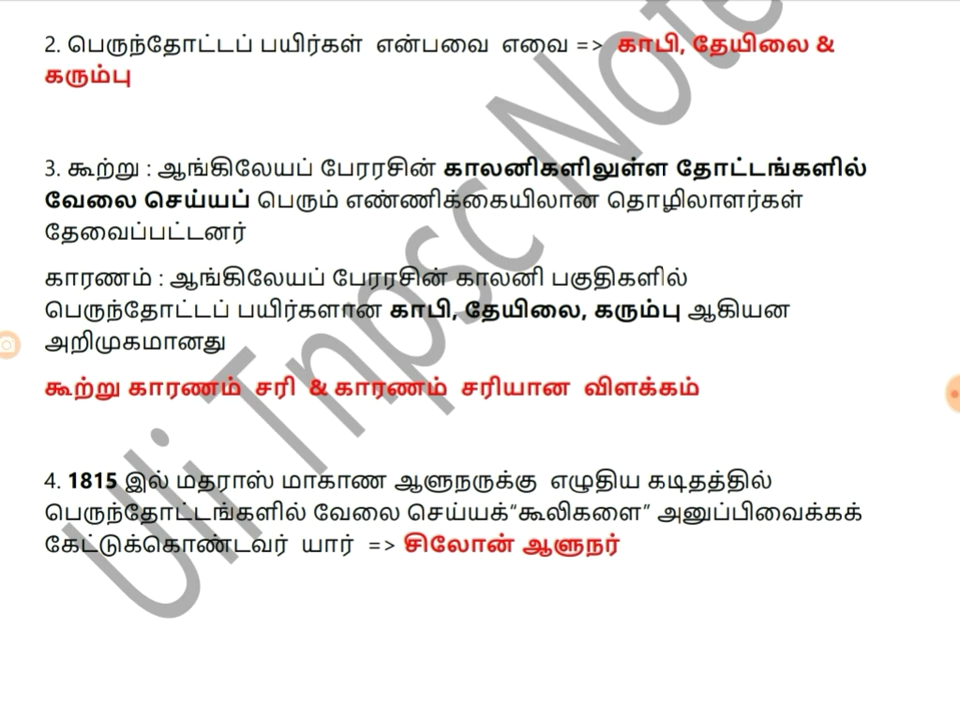 2. பெருந்தோட்டப் பயிர்கள் என்பவை எவை => காபி, தேயிலை &
கரும்பு
3. கூற்று : ஆங்கிலேயப் பேரரசின் காலனிகளிலுள்ள தோட்டங்களில்
வேலை செய்யப் பெரும் எண்ணிக்கையிலான தொழிலாளர்கள்
தேவைப்பட்டனர்
காரணம் : ஆங்கிலேயப் பேரரசின் காலனி பகுதிகளில்
பெருந்தோட்டப் பயிர்களான காபி, தேயிலை, கரும்பு ஆகியன
அறிமுகமானது
கூற்று காரணம் சரி & காரணம் சரியான விளக்கம்
4. 1815 இல் மதராஸ் மாகாண ஆளுநருக்கு எழுதிய கடிதத்தில்
பெருந்தோட்டங்களில் வேலை செய்யக்“கூலிகளை” அனுப்பிவைக்கக்
கேட்டுக்கொண்டவர் யார் => சிலோன் ஆளுநர்
Uli Tnpsc Note